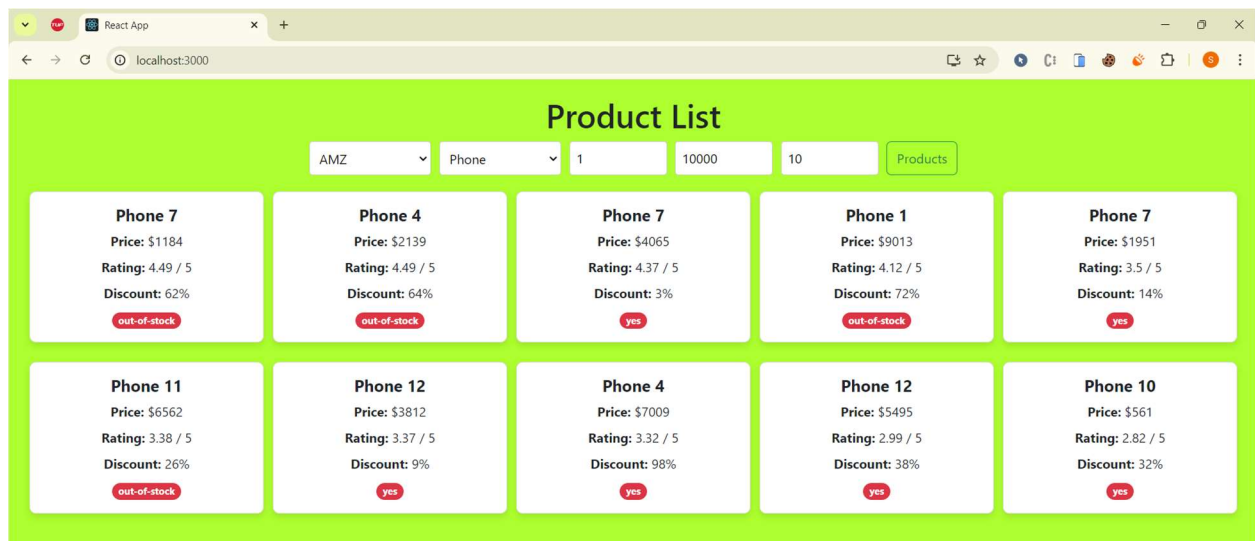 TUF React App
localhost:3000
S
Product List
AMZ Phone 1 10000 10 Products
Phone 7
Price: $1184
Rating: 4.49 / 5
Discount: 62%
out-of-stock
Phone 4
Price: $2139
Rating: 4.49 / 5
Discount: 64%
out-of-stock
Phone 7
Price: $4065
Rating: 4.37 / 5
Discount: 3%
yes
Phone 1
Price: $9013
Rating: 4.12 / 5
Discount: 72%
out-of-stock
Phone 7
Price: $1951
Rating: 3.5 / 5
Discount: 14%
yes
Phone 11
Price: $6562
Rating: 3.38 / 5
Discount: 26%
out-of-stock
Phone 12
Price: $3812
Rating: 3.37 / 5
Discount: 9%
yes
Phone 4
Price: $7009
Rating: 3.32 / 5
Discount: 98%
yes
Phone 12
Price: $5495
Rating: 2.99 / 5
Discount: 38%
yes
Phone 10
Price: $561
Rating: 2.82 / 5
Discount: 32%
yes